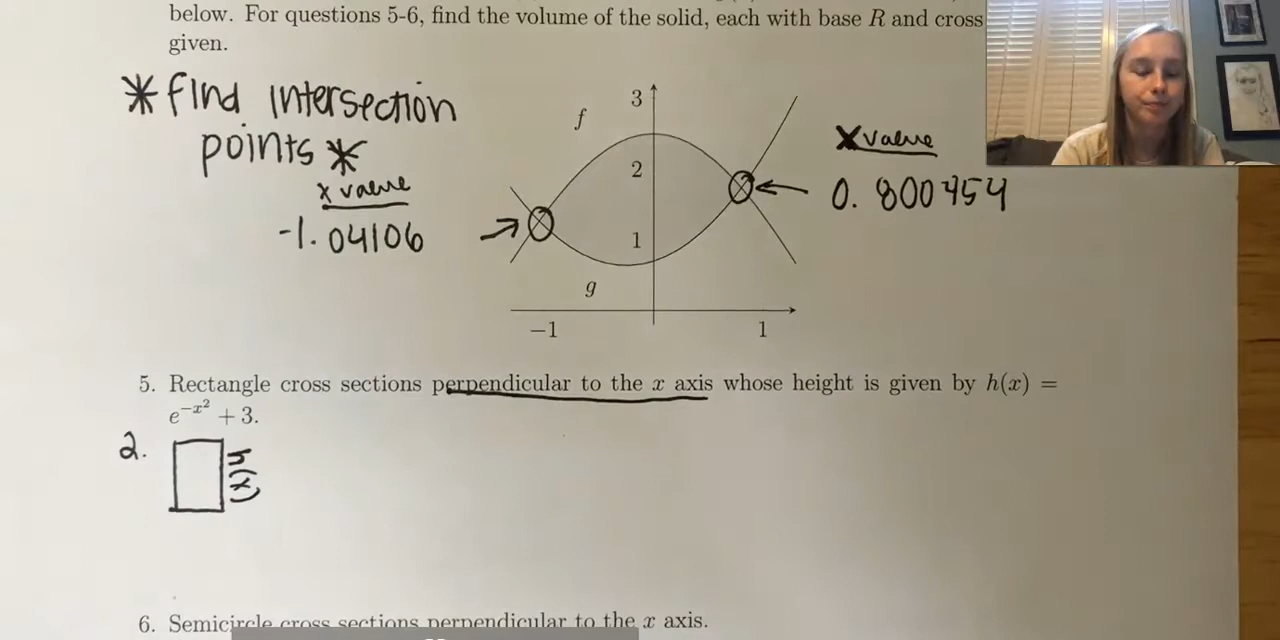 below. For questions 5-6, find the volume of the solid, each with base R and cross
given.
*find intersection
points*
x value
-1.04106
f
3
2
1
g
-1
1
x value
0.800454
5. Rectangle cross sections perpendicular to the x axis whose height is given by h(x) =
e^{-x^2} + 3.
2.
h(x)
6. Semicircle cross sections perpendicular to the x axis.